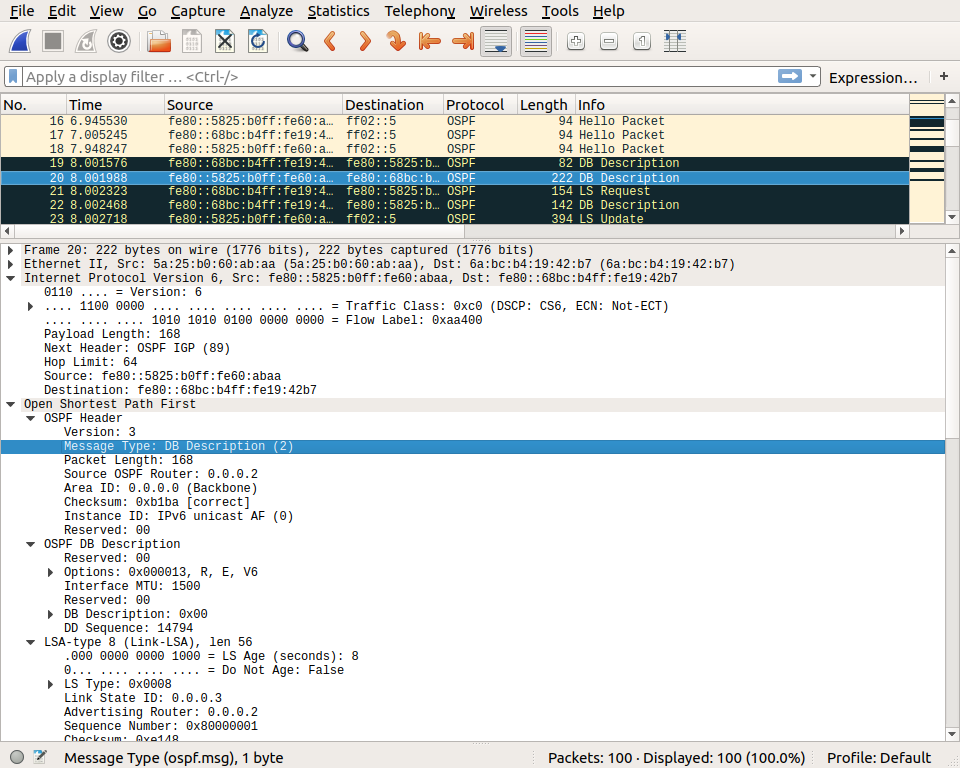 File Edit View Go Capture Analyze Statistics Telephony Wireless Tools Help
Apply a display filter … <Ctrl-/> Expression… +
No. Time Source Destination Protocol Length Info
16 6.945530 fe80::5825:b0ff:fe60:a… ff02::5 OSPF 94 Hello Packet
17 7.005245 fe80::68bc:b4ff:fe19:4… ff02::5 OSPF 94 Hello Packet
18 7.948247 fe80::5825:b0ff:fe60:a… ff02::5 OSPF 94 Hello Packet
19 8.001576 fe80::68bc:b4ff:fe19:4… fe80::5825:b… OSPF 82 DB Description
20 8.001988 fe80::5825:b0ff:fe60:a… fe80::68bc:b… OSPF 222 DB Description
21 8.002323 fe80::68bc:b4ff:fe19:4… fe80::5825:b… OSPF 154 LS Request
22 8.002468 fe80::68bc:b4ff:fe19:4… fe80::5825:b… OSPF 142 DB Description
23 8.002718 fe80::5825:b0ff:fe60:a… ff02::5 OSPF 394 LS Update
Frame 20: 222 bytes on wire (1776 bits), 222 bytes captured (1776 bits)
Ethernet II, Src: 5a:25:b0:60:ab:aa (5a:25:b0:60:ab:aa), Dst: 6a:bc:b4:19:42:b7 (6a:bc:b4:19:42:b7)
Internet Protocol Version 6, Src: fe80::5825:b0ff:fe60:abaa, Dst: fe80::68bc:b4ff:fe19:42b7
0110 .... = Version: 6
.... 1100 0000 .... .... .... .... .... = Traffic Class: 0xc0 (DSCP: CS6, ECN: Not-ECT)
.... .... .... 1010 1010 0100 0000 0000 = Flow Label: 0xaa400
Payload Length: 168
Next Header: OSPF IGP (89)
Hop Limit: 64
Source: fe80::5825:b0ff:fe60:abaa
Destination: fe80::68bc:b4ff:fe19:42b7
Open Shortest Path First
OSPF Header
Version: 3
Message Type: DB Description (2)
Packet Length: 168
Source OSPF Router: 0.0.0.2
Area ID: 0.0.0.0 (Backbone)
Checksum: 0xb1ba [correct]
Instance ID: IPv6 unicast AF (0)
Reserved: 00
OSPF DB Description
Reserved: 00
Options: 0x000013, R, E, V6
Interface MTU: 1500
Reserved: 00
DB Description: 0x00
DD Sequence: 14794
LSA-type 8 (Link-LSA), len 56
.000 0000 0000 1000 = LS Age (seconds): 8
0... .... .... .... = Do Not Age: False
LS Type: 0x0008
Link State ID: 0.0.0.3
Advertising Router: 0.0.0.2
Sequence Number: 0x80000001
Checksum: 0xe148
Message Type (ospf.msg), 1 byte Packets: 100 · Displayed: 100 (100.0%) Profile: Default